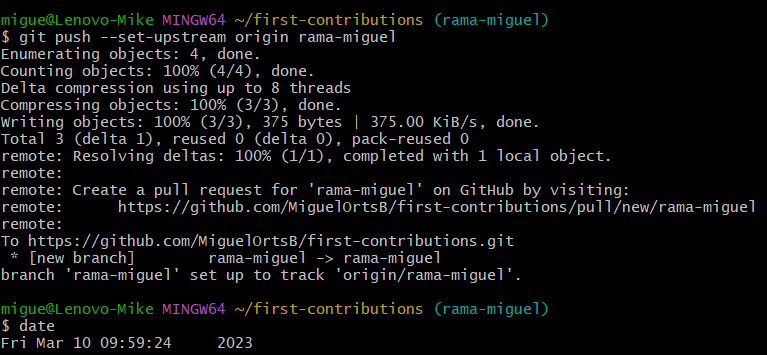 migue@Lenovo-Mike MINGW64 ~/first-contributions (rama-miguel)
$ git push --set-upstream origin rama-miguel
Enumerating objects: 4, done.
Counting objects: 100% (4/4), done.
Delta compression using up to 8 threads
Compressing objects: 100% (3/3), done.
Writing objects: 100% (3/3), 375 bytes | 375.00 KiB/s, done.
Total 3 (delta 1), reused 0 (delta 0), pack-reused 0
remote: Resolving deltas: 100% (1/1), completed with 1 local object.
remote:
remote: Create a pull request for 'rama-miguel' on GitHub by visiting:
remote:      https://github.com/MiguelOrtsB/first-contributions/pull/new/rama-miguel
remote:
To https://github.com/MiguelOrtsB/first-contributions.git
 * [new branch]        rama-miguel -> rama-miguel
branch 'rama-miguel' set up to track 'origin/rama-miguel'.
migue@Lenovo-Mike MINGW64 ~/first-contributions (rama-miguel)
$ date
Fri Mar 10 09:59:24     2023